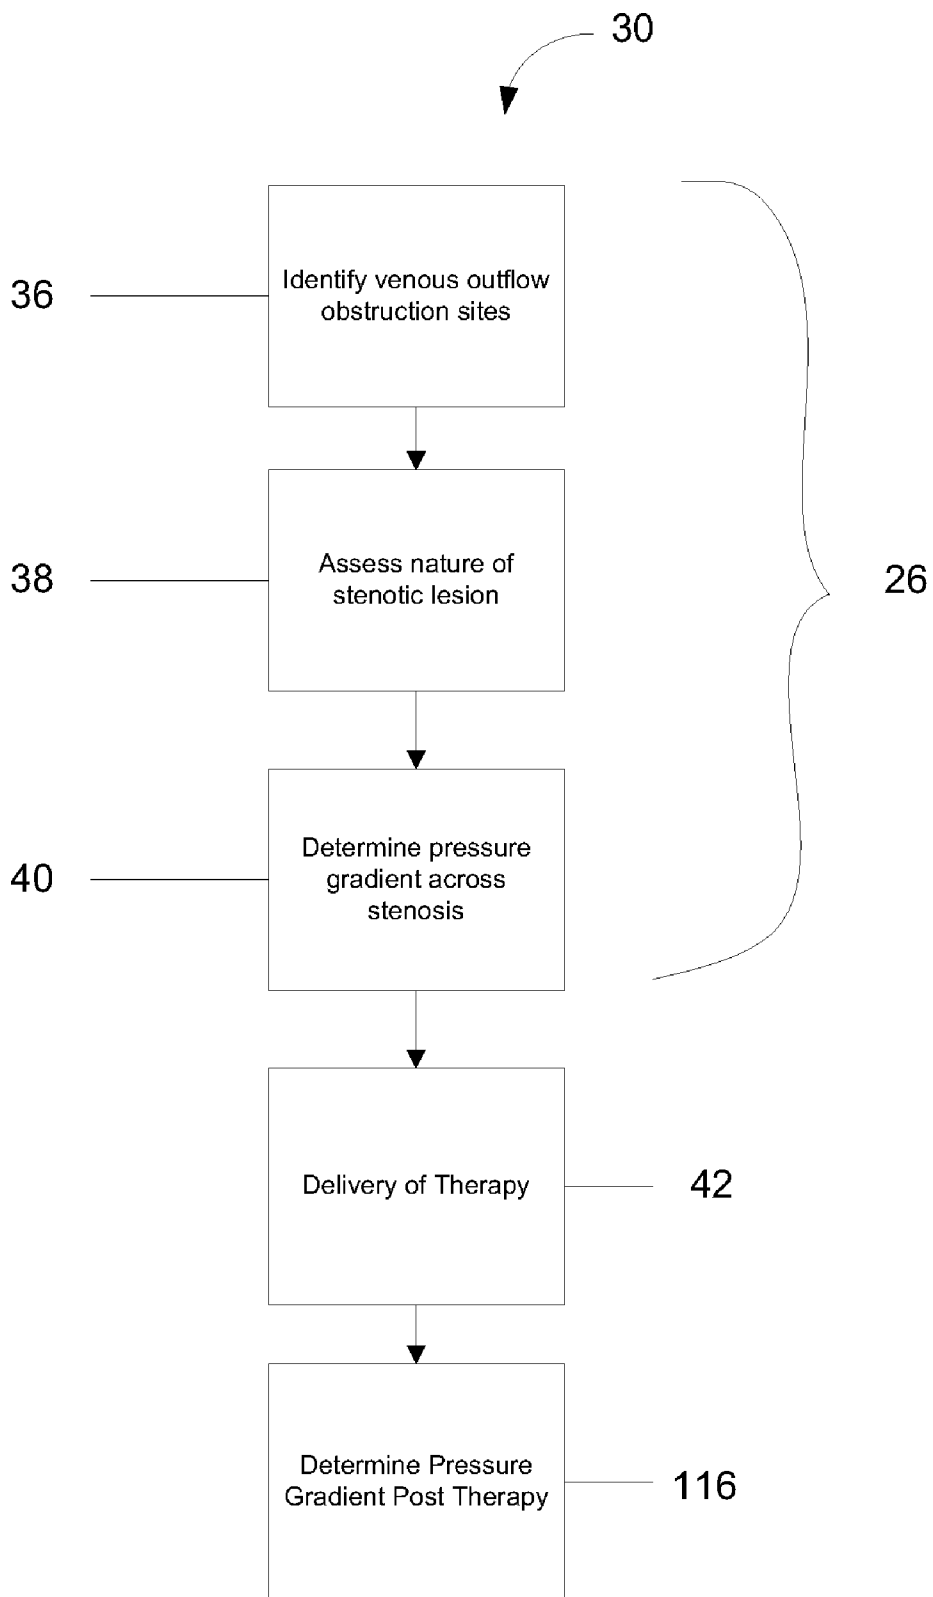 30
36
Identify venous outflow
obstruction sites
38
Assess nature of
stenotic lesion
26
40
Determine pressure
gradient across
stenosis
Delivery of Therapy
42
Determine Pressure
Gradient Post Therapy
116